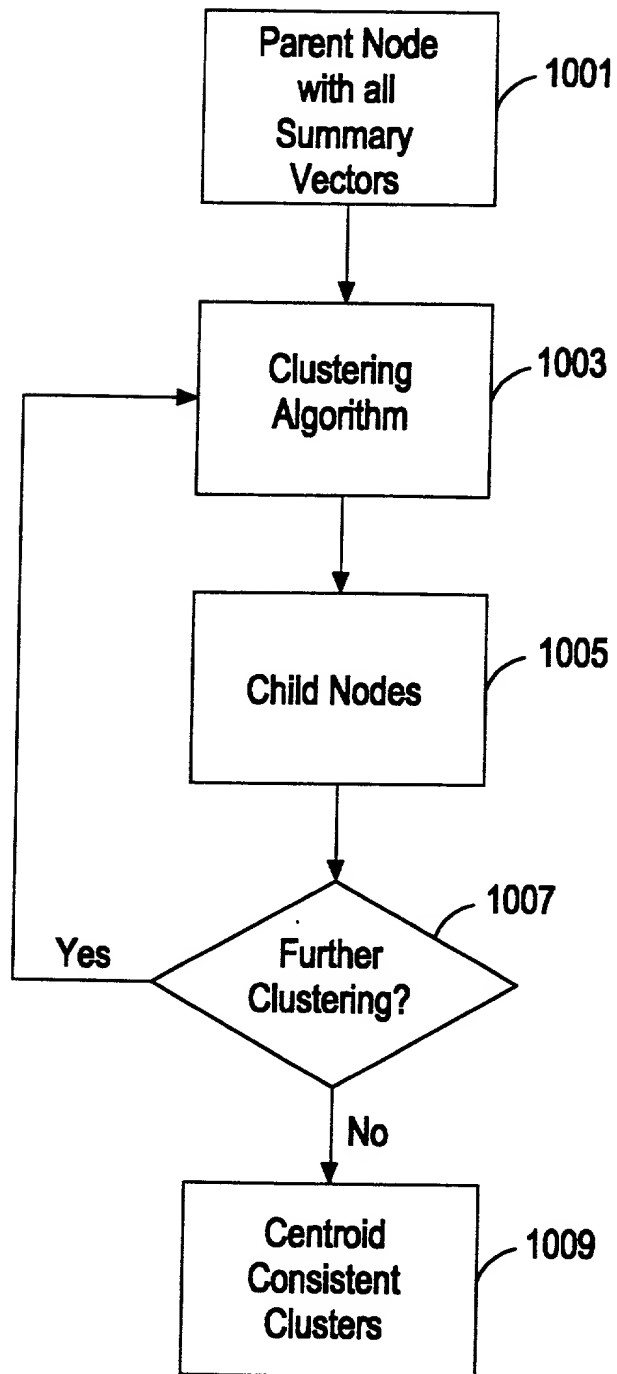 Parent Node
with all
Summary
Vectors
1001
Clustering
Algorithm
1003
Child Nodes
1005
Further
Clustering?
1007
Yes
No
Centroid
Consistent
Clusters
1009